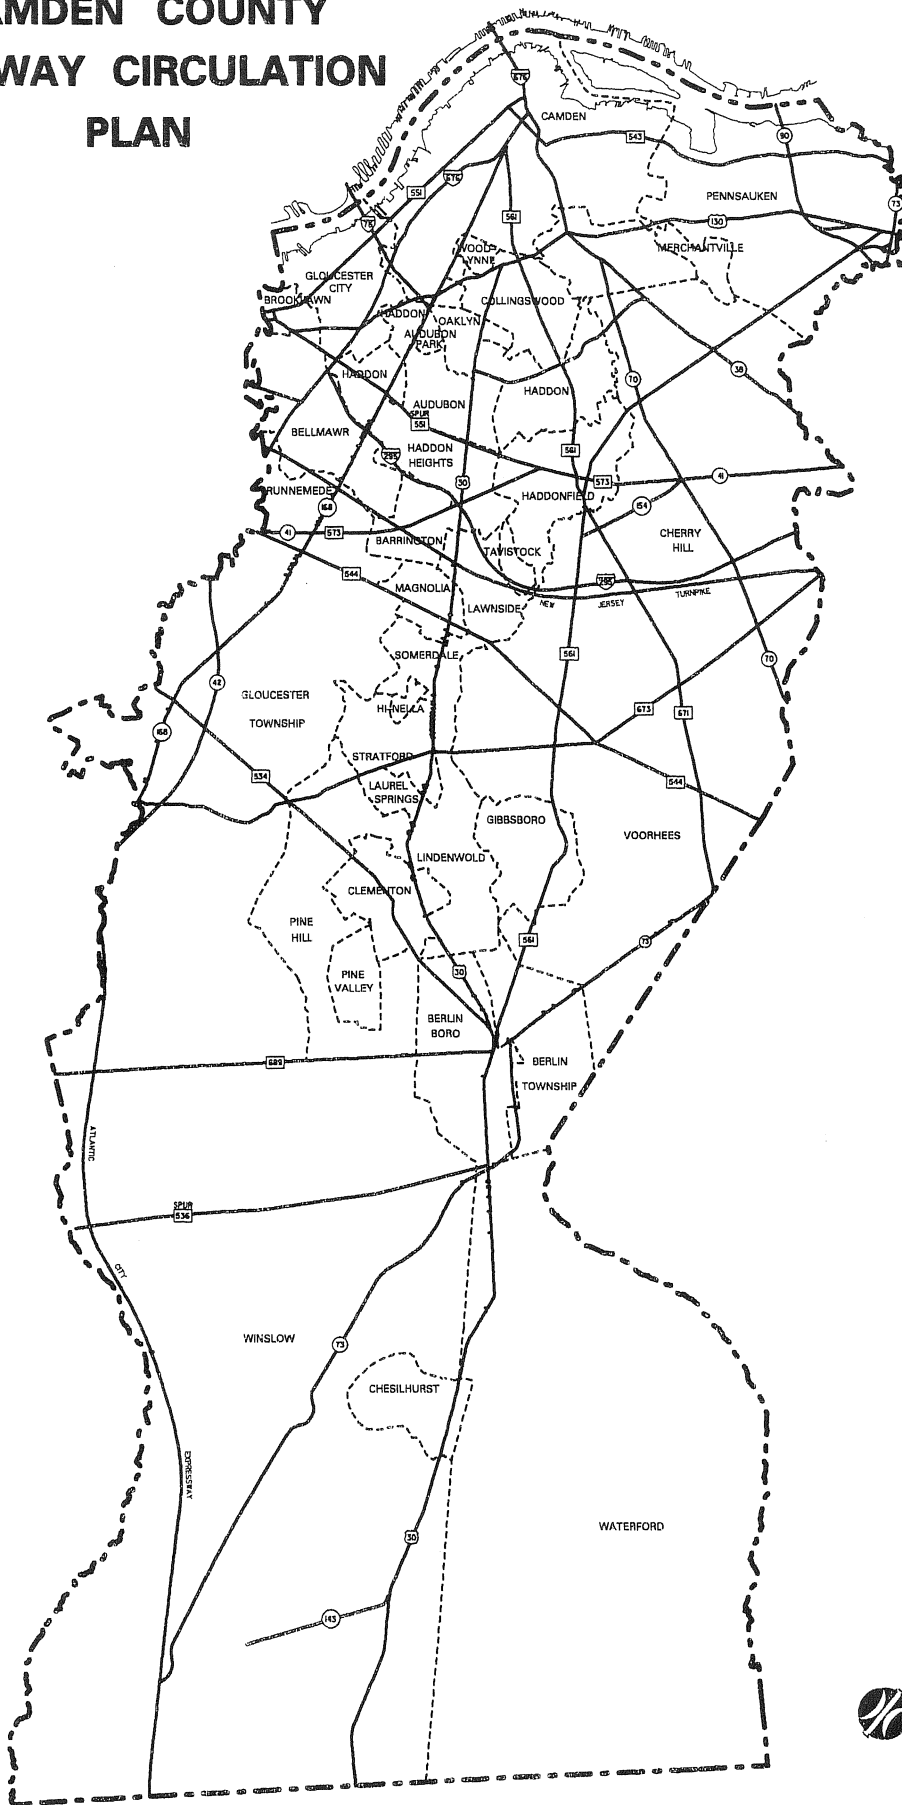 AMDEN COUNTY
WAY CIRCULATION
PLAN
676
CAMDEN
543
90
551
676
PENNSAUKEN
73
561
130
76
MERCHANTVILLE
WOOD-
LYNNE
GLOUCESTER
CITY
BROOKLAWN
COLLINGSWOOD
HADDON
OAKLYN
AUDUBON
PARK
HADDON
70
38
HADDON
AUDUBON
SPUR
551
BELLMAWR
561
HADDON
HEIGHTS
295
41
30
573
RUNNEMEDE
HADDONFIELD
168
154
41
573
CHERRY
HILL
BARRINGTON
TAVISTOCK
544
295
MAGNOLIA
NEW
JERSEY
TURNPIKE
LAWNSIDE
SOMERDALE
561
70
42
GLOUCESTER
TOWNSHIP
HI-NELLA
673
671
168
STRATFORD
534
544
LAUREL
SPRINGS
GIBBSBORO
VOORHEES
LINDENWOLD
CLEMENTON
PINE
HILL
561
73
30
PINE
VALLEY
BERLIN
BORO
689
BERLIN
TOWNSHIP
ATLANTIC
SPUR
536
CITY
WINSLOW
73
CHESILHURST
EXPRESSWAY
WATERFORD
30
143